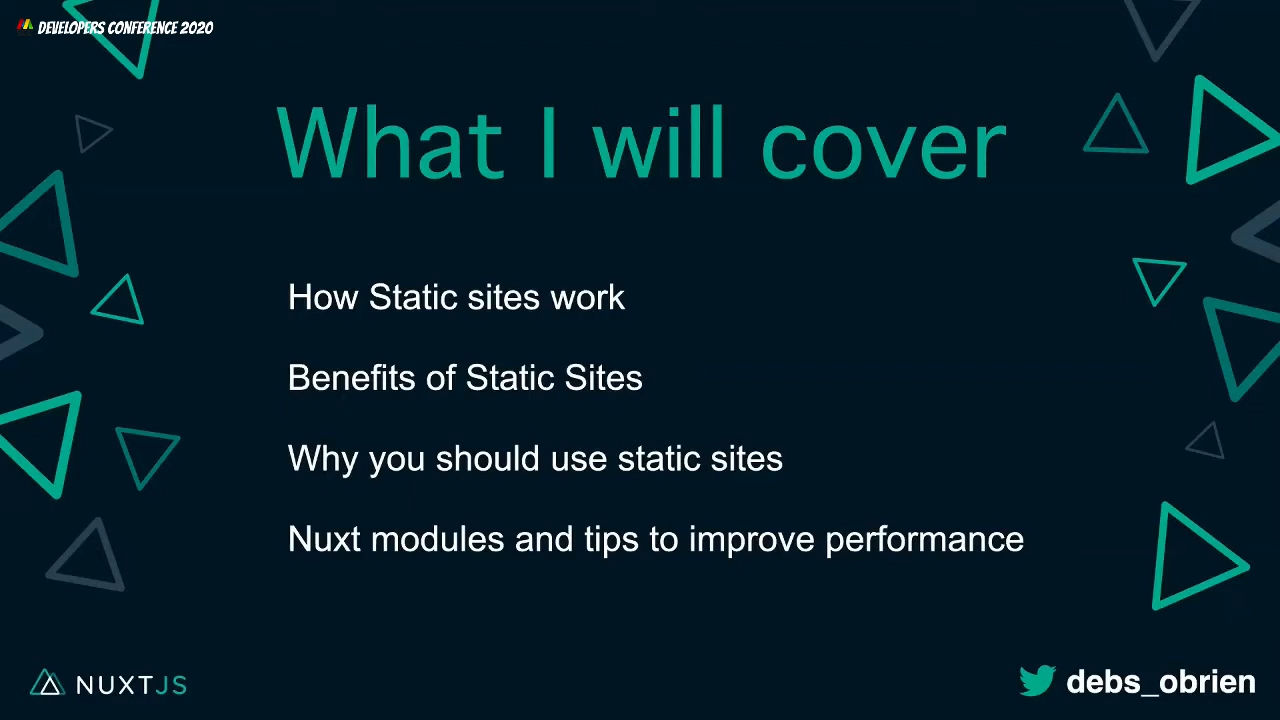 DEVELOPERS CONFERENCE 2020
What I will cover
How Static sites work
Benefits of Static Sites
Why you should use static sites
Nuxt modules and tips to improve performance
NUXTJS
debs_obrien